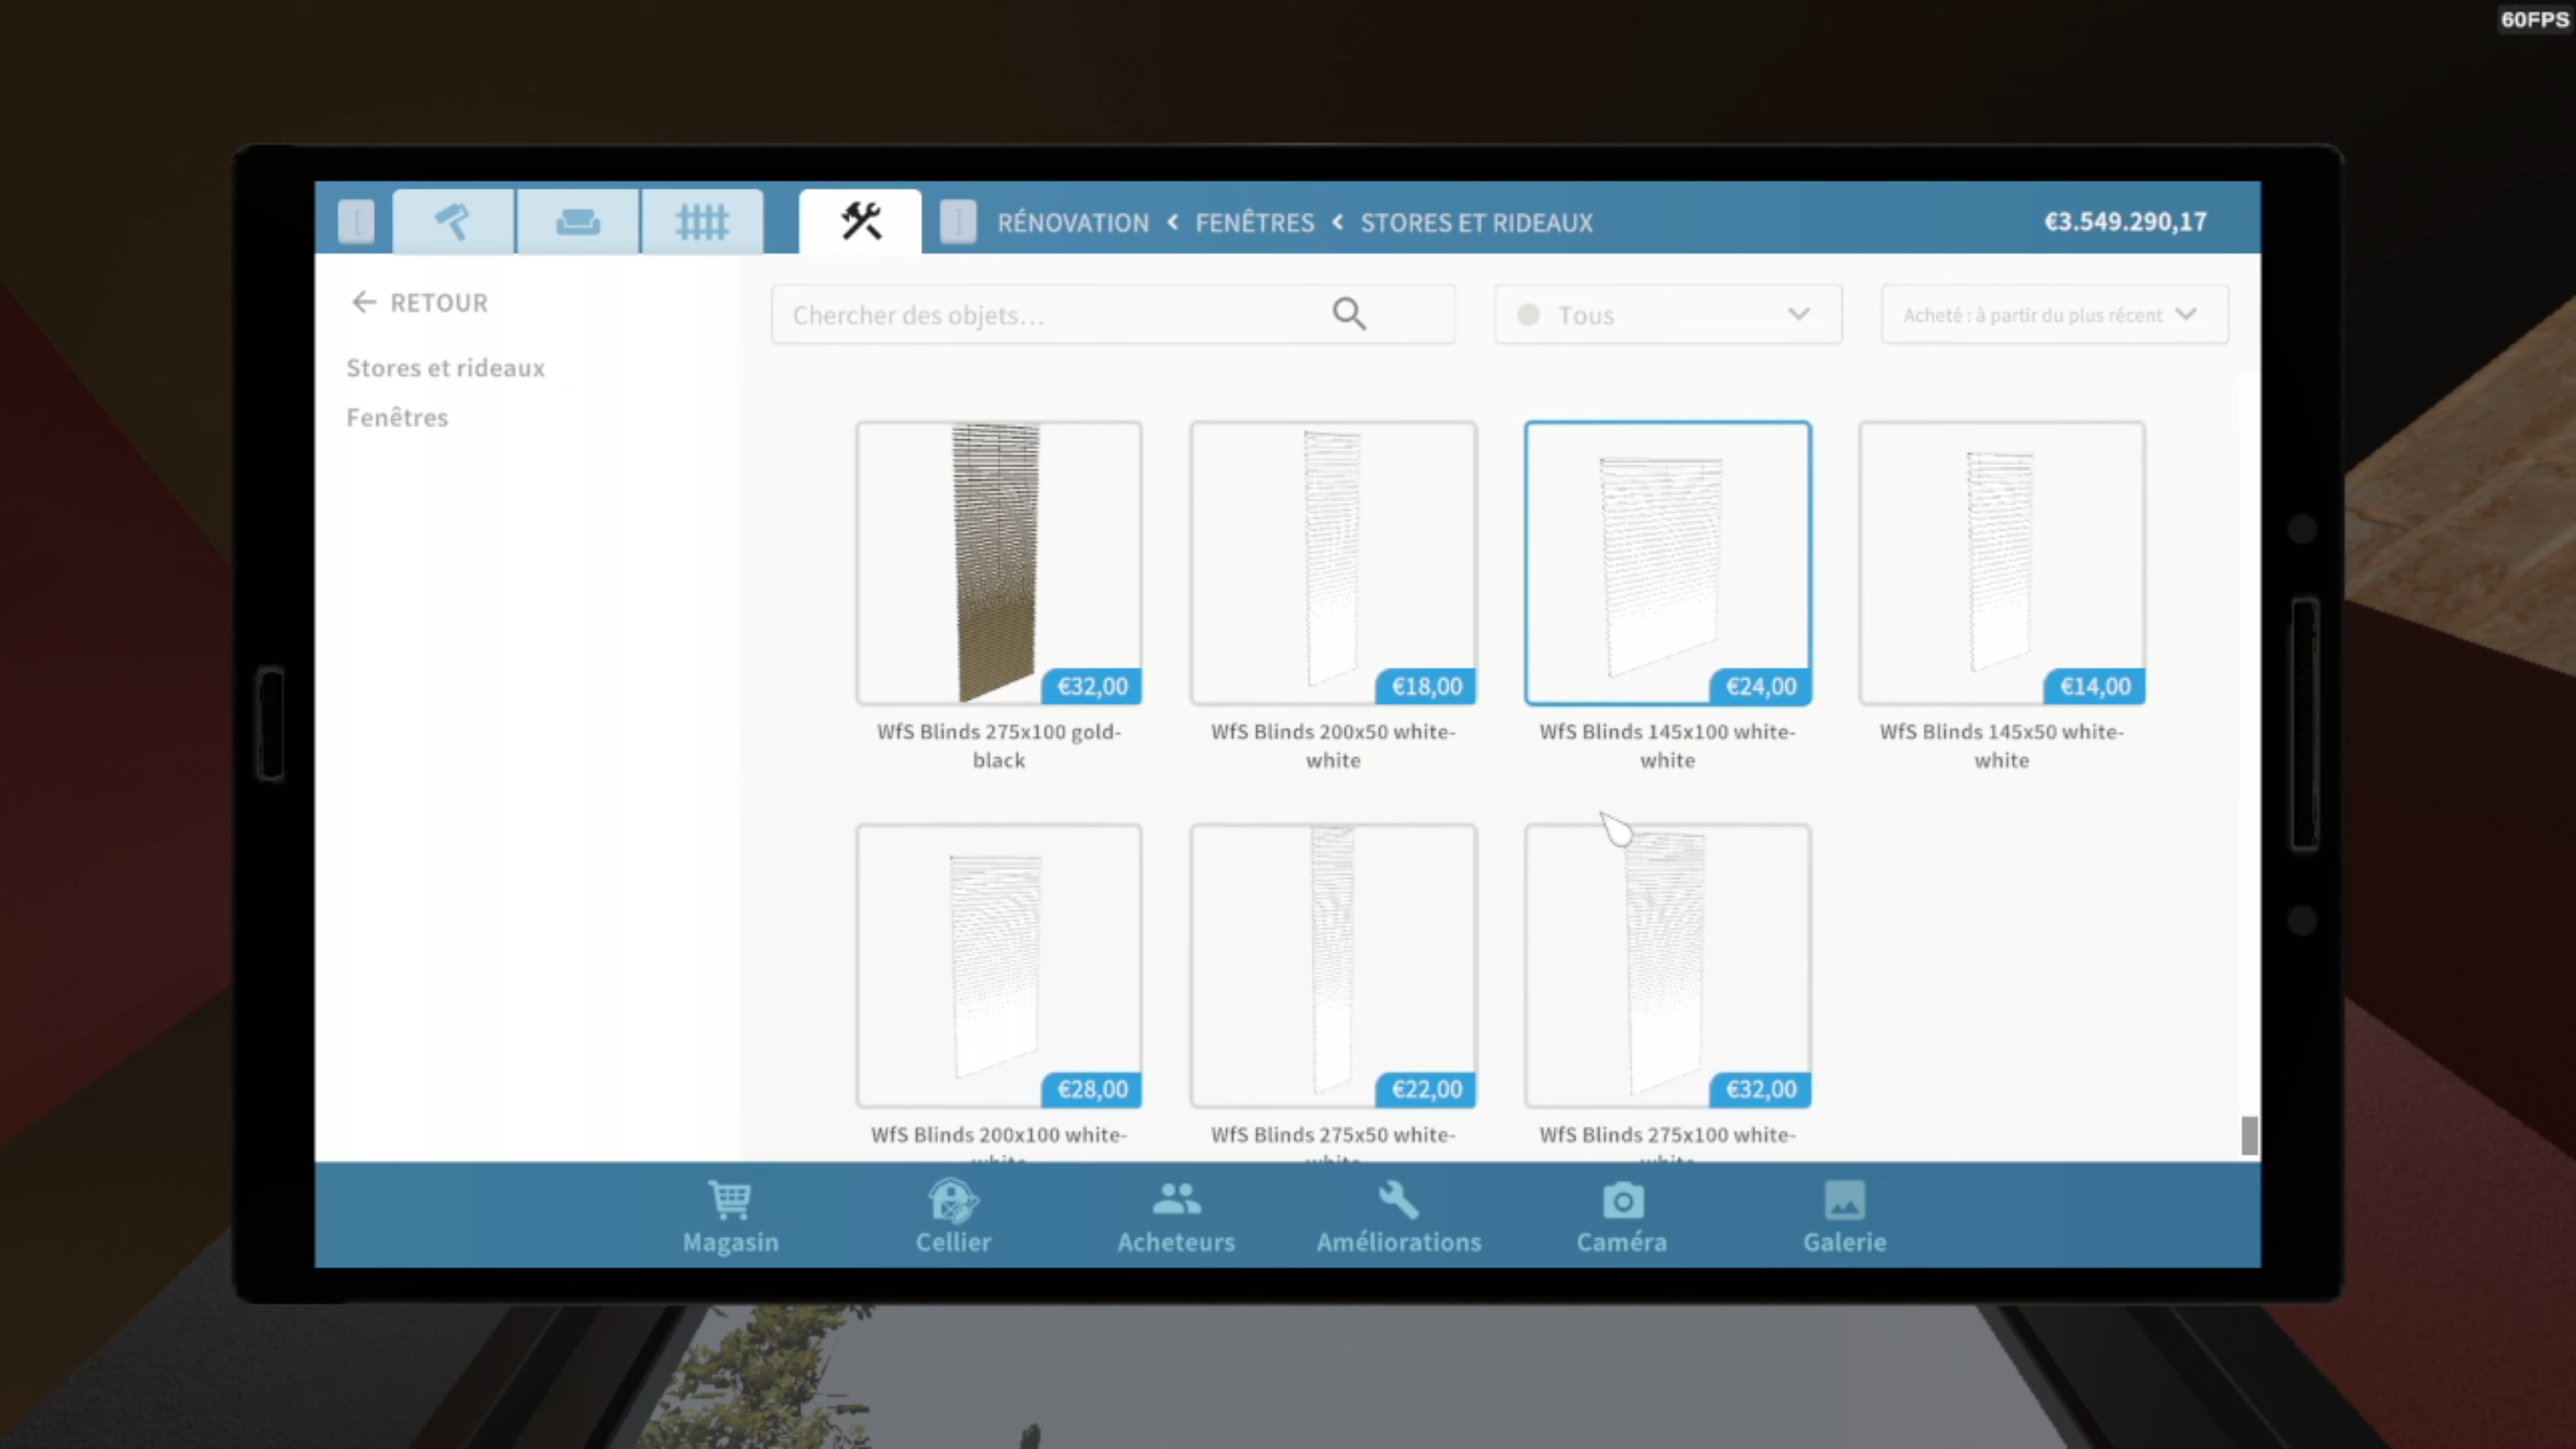 60FPS
[
]
RÉNOVATION < FENÊTRES < STORES ET RIDEAUX
€3.549.290,17
RETOUR
Stores et rideaux
Fenêtres
Chercher des objets...
Tous
Acheté : à partir du plus récent
€32,00
€18,00
€24,00
€14,00
WfS Blinds 275x100 gold-
black
WfS Blinds 200x50 white-
white
WfS Blinds 145x100 white-
white
WfS Blinds 145x50 white-
white
€28,00
€22,00
€32,00
WfS Blinds 200x100 white-
white
WfS Blinds 275x50 white-
white
WfS Blinds 275x100 white-
white
Magasin
Cellier
Acheteurs
Améliorations
Caméra
Galerie